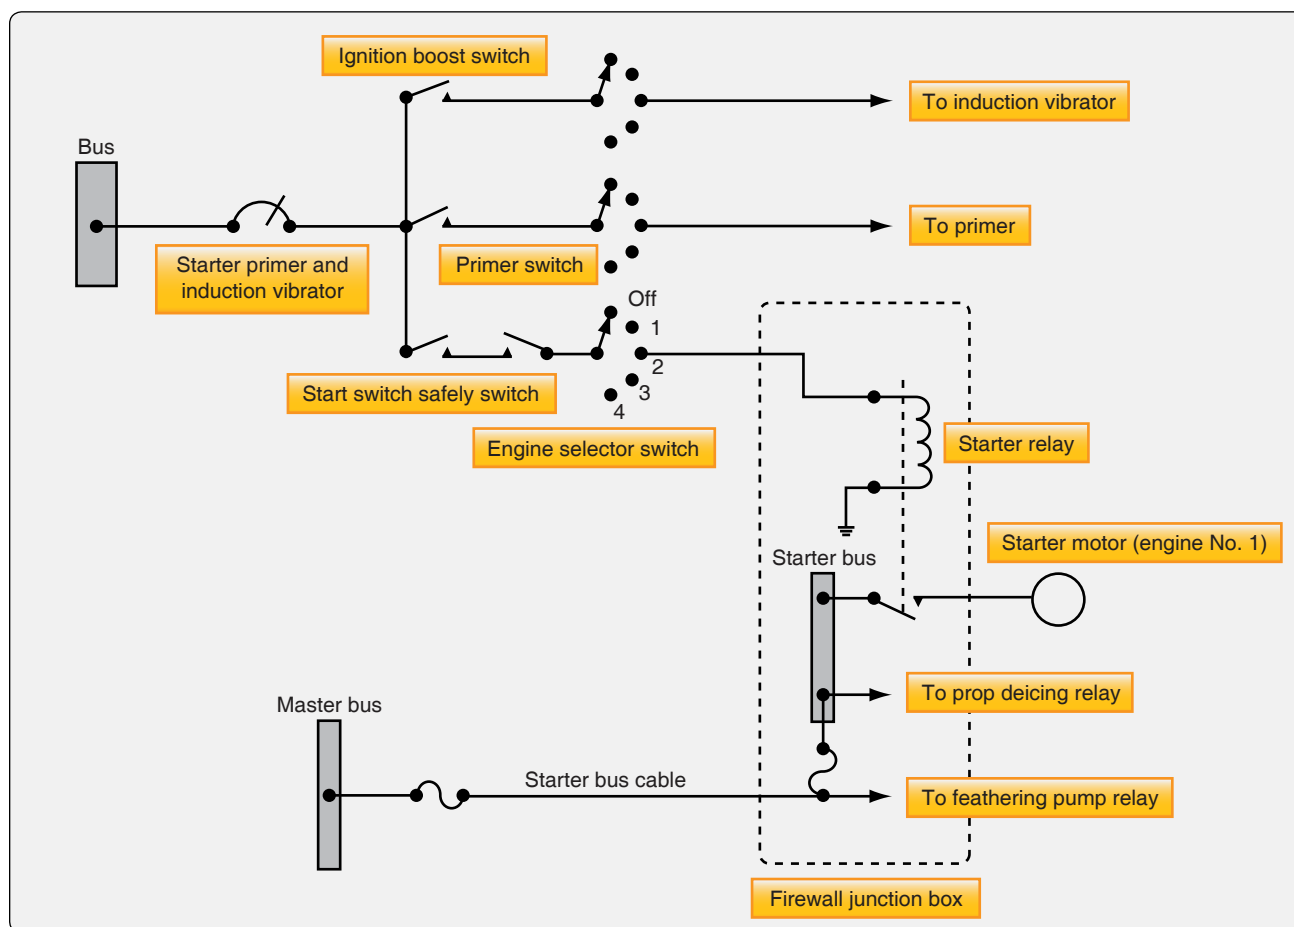 Ignition boost switch
To induction vibrator
Bus
To primer
Starter primer and
induction vibrator
Primer switch
Off
1
2
3
4
Start switch safely switch
Engine selector switch
Starter relay
Starter motor (engine No. 1)
Starter bus
To prop deicing relay
Master bus
Starter bus cable
To feathering pump relay
Firewall junction box